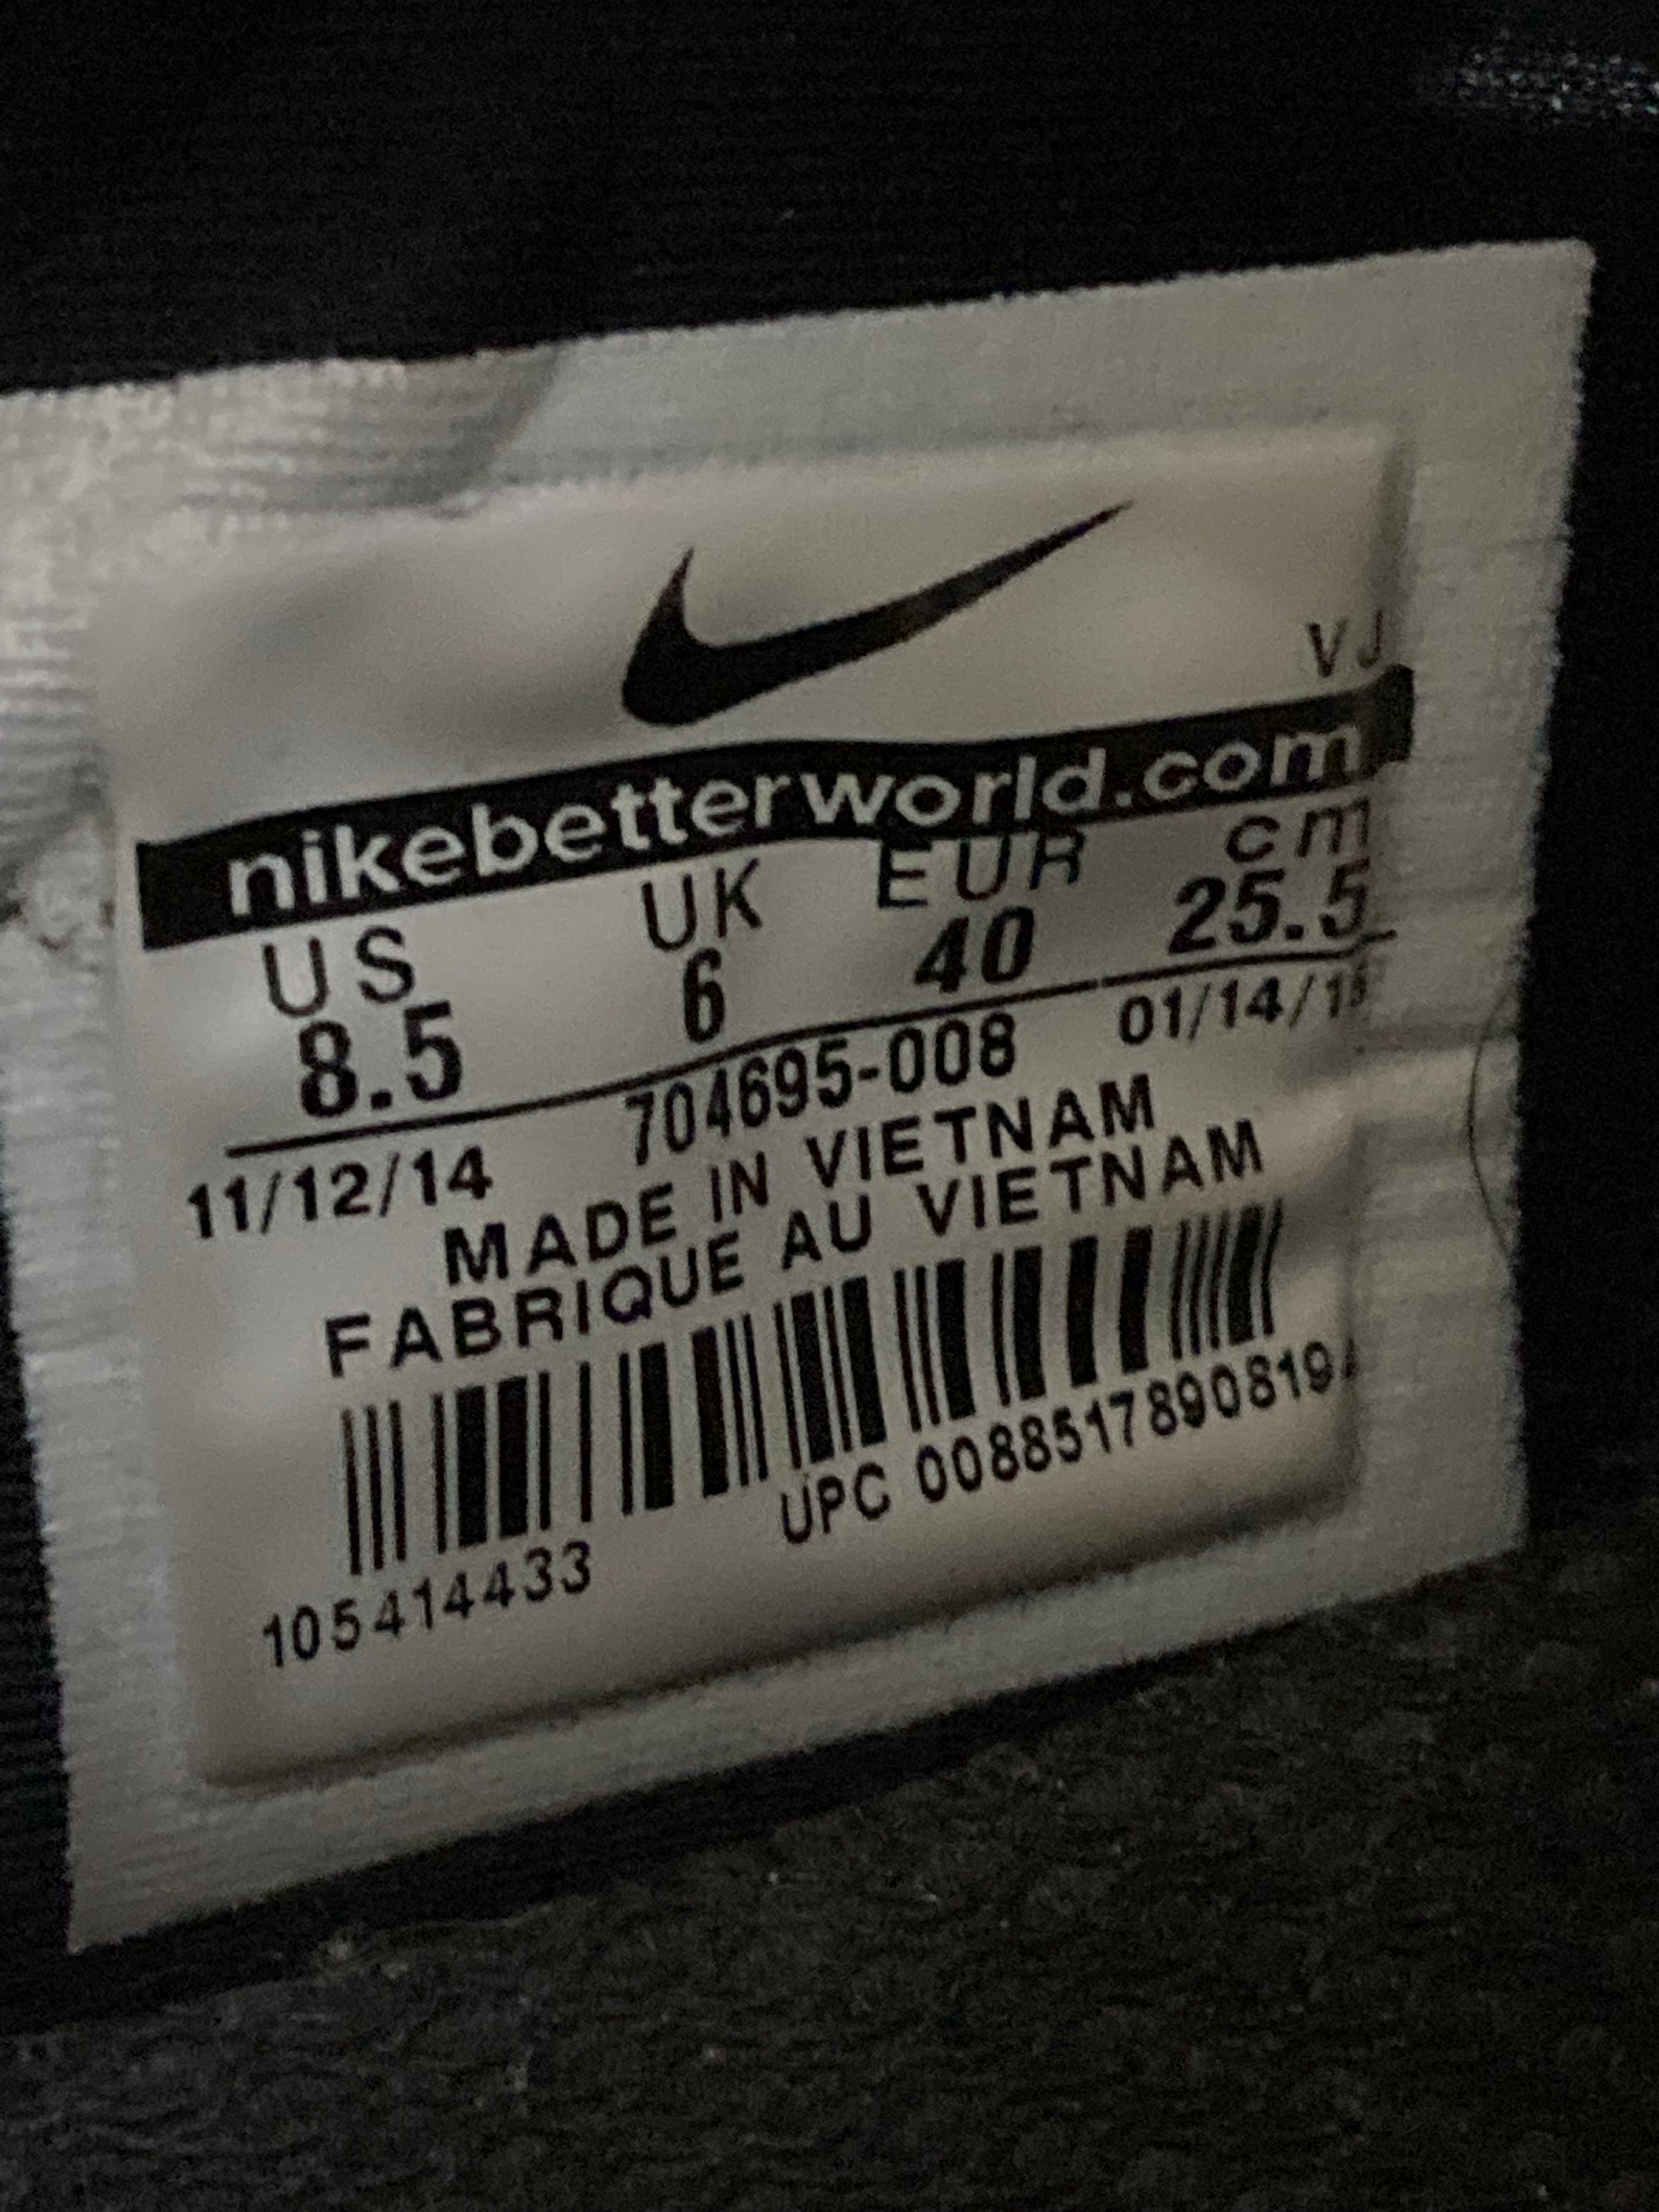 VJ
nikebetterworld.com
US UK EUR cm
8.5 6 40 25.5
11/12/14 704695-008
MADE IN VIETNAM
FABRIQUE AU VIETNAM
105414433 UPC